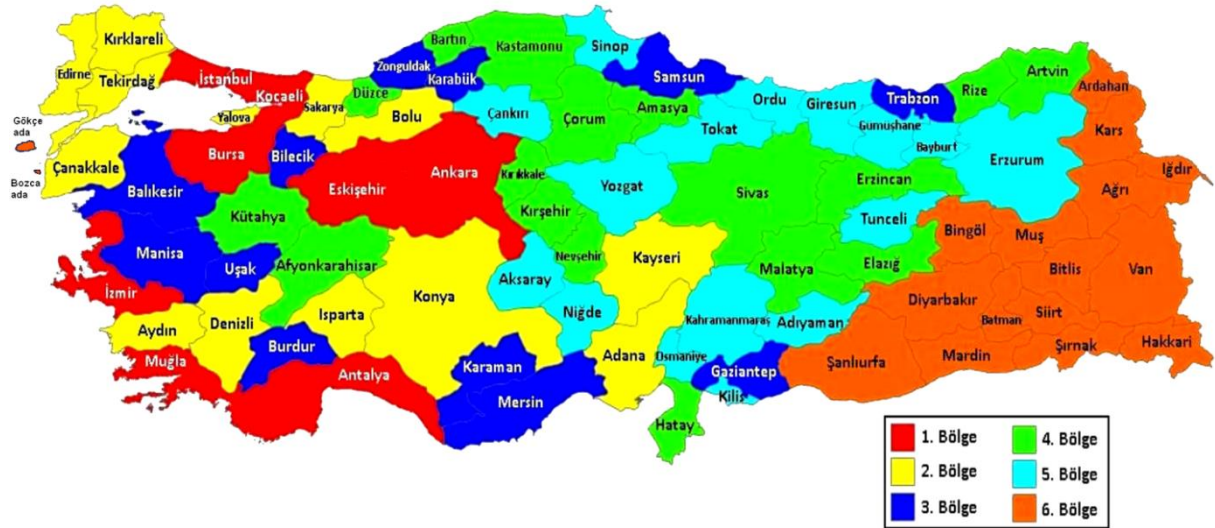 Kırklareli
Edirne
Tekirdağ
İstanbul
Kocaeli
Yalova
Sakarya
Düzce
Bolu
Zonguldak
Bartın
Karabük
Kastamonu
Sinop
Samsun
Çankırı
Çorum
Amasya
Tokat
Ordu
Giresun
Trabzon
Gümüşhane
Bayburt
Rize
Artvin
Ardahan
Kars
Iğdır
Erzurum
Ağrı
Gökçe
ada
Bozca
ada
Çanakkale
Balıkesir
Bursa
Bilecik
Eskişehir
Ankara
Kırıkkale
Kırşehir
Yozgat
Sivas
Erzincan
Tunceli
Bingöl
Muş
Kütahya
Manisa
Uşak
Afyonkarahisar
İzmir
Aydın
Denizli
Isparta
Konya
Aksaray
Nevşehir
Niğde
Kayseri
Malatya
Elazığ
Diyarbakır
Bitlis
Van
Batman
Siirt
Muğla
Burdur
Antalya
Karaman
Mersin
Adana
Kahramanmaraş
Adıyaman
Osmaniye
Gaziantep
Kilis
Hatay
Şanlıurfa
Mardin
Şırnak
Hakkari
1. Bölge
2. Bölge
3. Bölge
4. Bölge
5. Bölge
6. Bölge